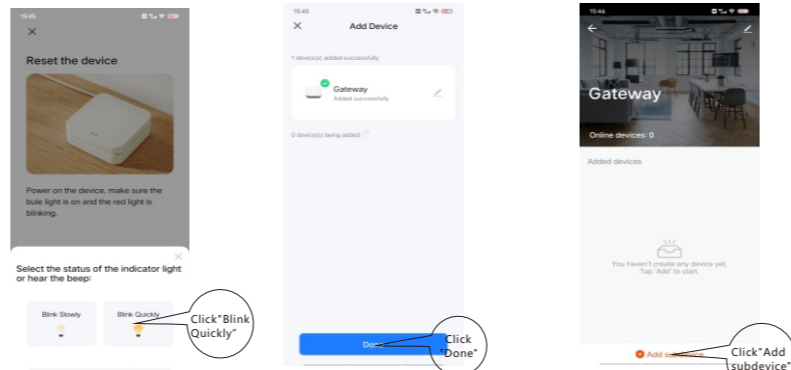 15:45
Reset the device
Power on the device, make sure the
bule light is on and the red light is
blinking.
Select the status of the indicator light
or hear the beep:
Blink Slowly
Blink Quickly
Click"Blink
Quickly"
15:45
Add Device
1 device(s) added successfully
Gateway
Added successfully
0 device(s) being added
Done
Click
"Done"
15:46
Gateway
Online devices: 0
Added devices
You haven't create any device yet.
Tap 'Add' to start.
Add subdevice
Click"Add
subdevice"